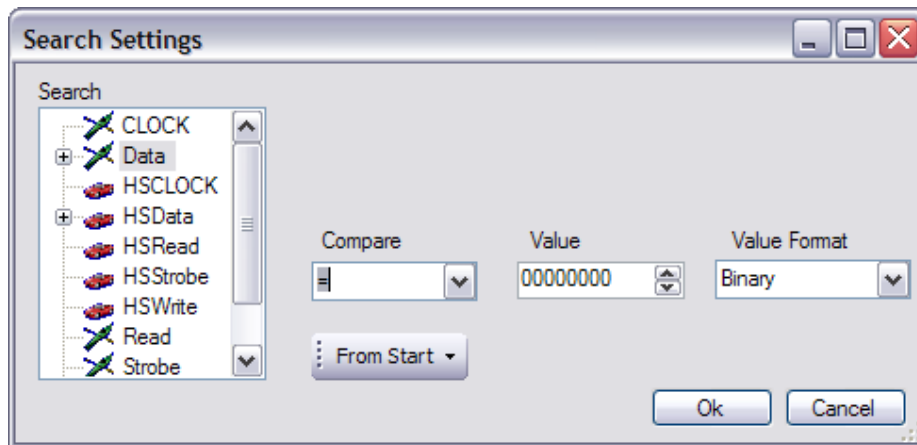 Search Settings
Search
CLOCK
Data
HSCLOCK
HSData
HSRead
HSStrobe
HSWrite
Read
Strobe
Compare
=
Value
00000000
Value Format
Binary
From Start
Ok
Cancel